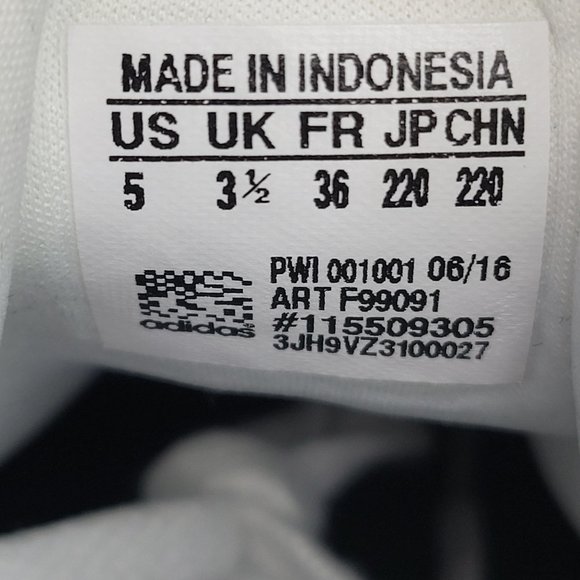 MADE IN INDONESIA
US UK FR JP CHN
5 3½ 36 220 220
PWI 001001 06/16
ART F99091
#115509305
3JH9VZ3100027
adidas